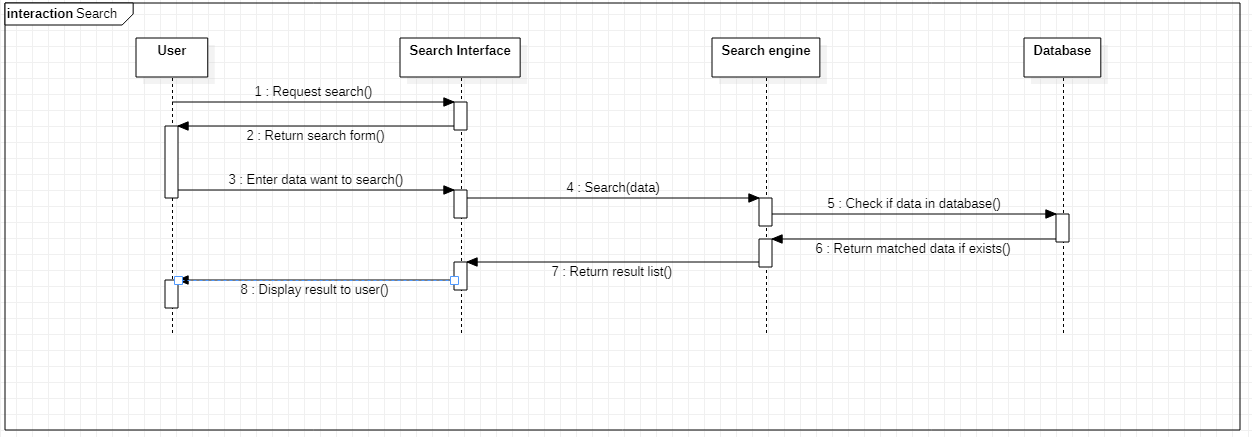 interaction Search
User
Search Interface
Search engine
Database
1 : Request search()
2 : Return search form()
3 : Enter data want to search()
4 : Search(data)
5 : Check if data in database()
6 : Return matched data if exists()
7 : Return result list()
8 : Display result to user()